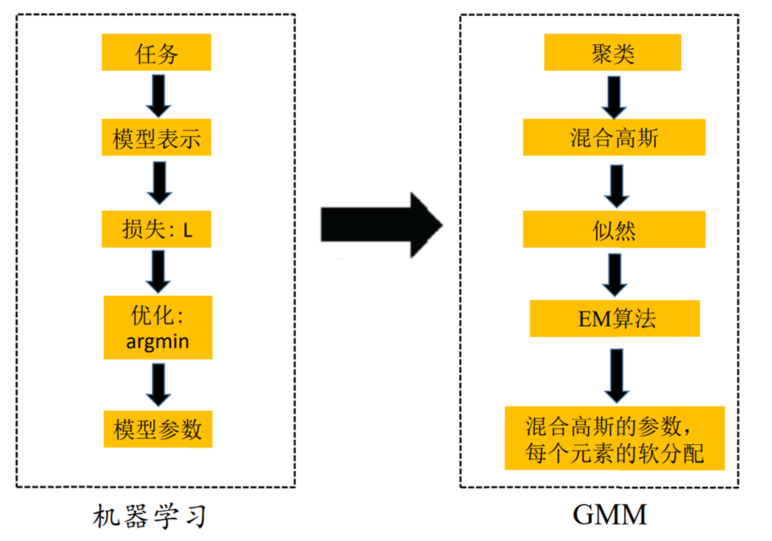 任务
模型表示
损失：L
优化：
argmin
模型参数
机器学习
聚类
混合高斯
似然
EM算法
混合高斯的参数，
每个元素的软分配
GMM